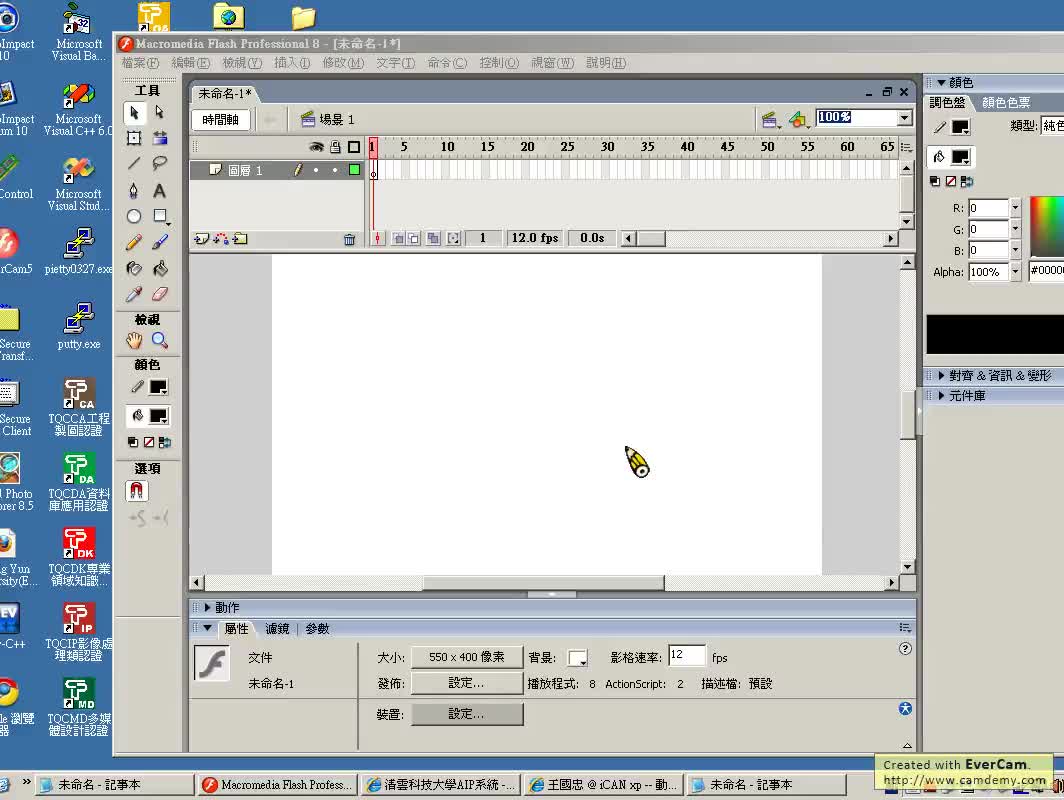 Macromedia Flash Professional 8 - [未命名-1*]
檔案(F) 編輯(E) 檢視(V) 插入(I) 修改(M) 文字(T) 命令(C) 控制(O) 視窗(W) 說明(H)
工具
未命名-1*
時間軸
場景 1
100%
1 5 10 15 20 25 30 35 40 45 50 55 60 65
圖層 1
1 12.0 fps 0.0s
檢視
顏色
選項
顏色
調色盤 顏色色票
類型: 純色
R: 0
G: 0
B: 0
Alpha: 100% #0000
對齊 & 資訊 & 變形
元件庫
動作
屬性 濾鏡 參數
文件
未命名-1
大小: 550 x 400 像素 背景: 影格速率: 12 fps
發佈: 設定... 播放程式: 8 ActionScript: 2 描述檔: 預設
裝置: 設定...
Microsoft
Visual Ba...
Microsoft
Visual C++ 6.0
Microsoft
Visual Stud...
pietty0327.exe
putty.exe
TQCCA工程
製圖認證
TQCDA資料
庫應用認證
TQCDK專業
領域知識...
TQCIP影像處
理類認證
TQCMD多媒
體設計認證
oImpact
10
oImpact
um 10
Control
rCam5
Secure
Transf...
Secure
Client
d Photo
orer 8.5
g Yun
rsity(E...
-C++
le 瀏覽
器
未命名 - 記事本
Macromedia Flash Profess...
王國忠 @ iCAN xp -- 動...
未命名 - 記事本
Created with EverCam.
http://www.camdemy.com